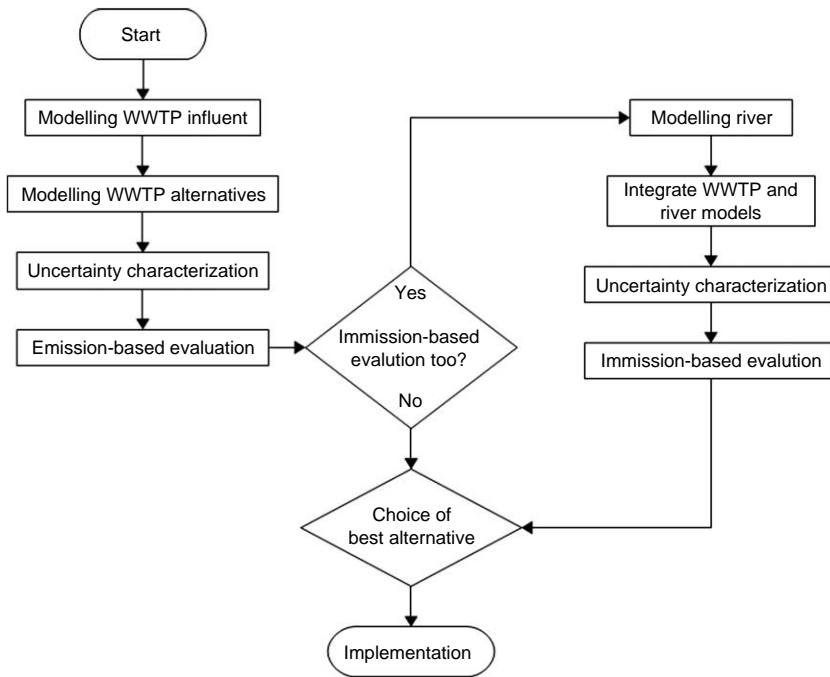 Start
Modelling WWTP influent
Modelling WWTP alternatives
Uncertainty characterization
Emission-based evaluation
Yes
Immission-based
evalution too?
No
Modelling river
Integrate WWTP and
river models
Uncertainty characterization
Immission-based evalution
Choice of
best alternative
Implementation